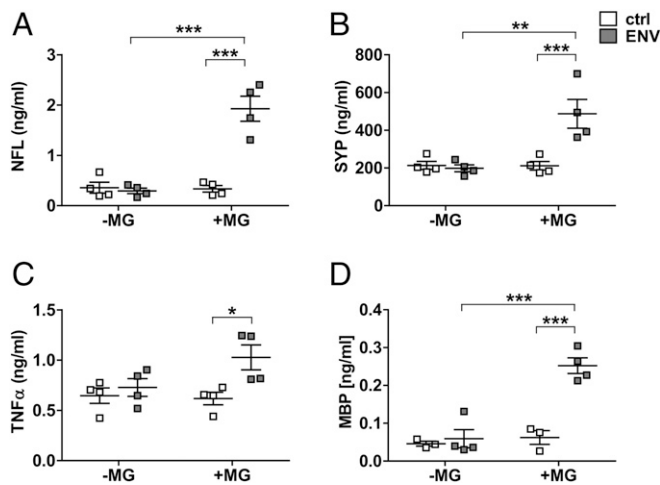 A
B
ctrl
ENV
***
***
NFL (ng/ml)
3
2
1
0
-MG
+MG
**
***
SYP (ng/ml)
800
600
400
200
0
-MG
+MG
C
D
*
TNFα (ng/ml)
1.5
1.0
0.5
0.0
-MG
+MG
***
***
MBP [ng/ml]
0.4
0.3
0.2
0.1
0.0
-MG
+MG